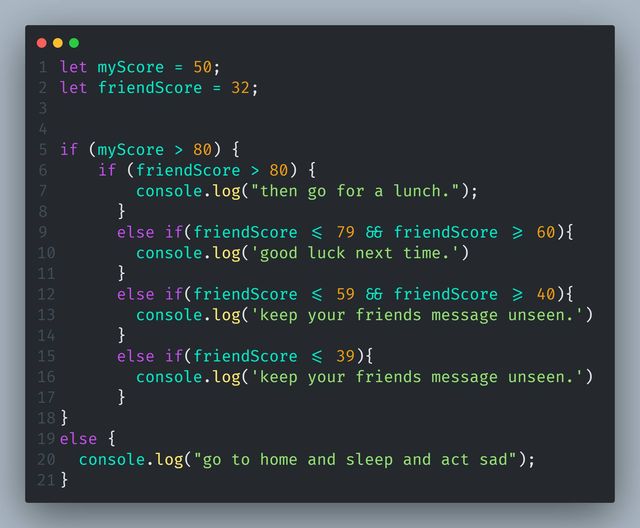 1 let myScore = 50;
2 let friendScore = 32;
3
4
5 if (myScore > 80) {
6     if (friendScore > 80) {
7         console.log("then go for a lunch.");
8       }
9       else if(friendScore <= 79 && friendScore >= 60){
10         console.log('good luck next time.')
11       }
12       else if(friendScore <= 59 && friendScore >= 40){
13         console.log('keep your friends message unseen.')
14       }
15       else if(friendScore <= 39){
16         console.log('keep your friends message unseen.')
17       }
18 }
19 else {
20   console.log("go to home and sleep and act sad");
21 }